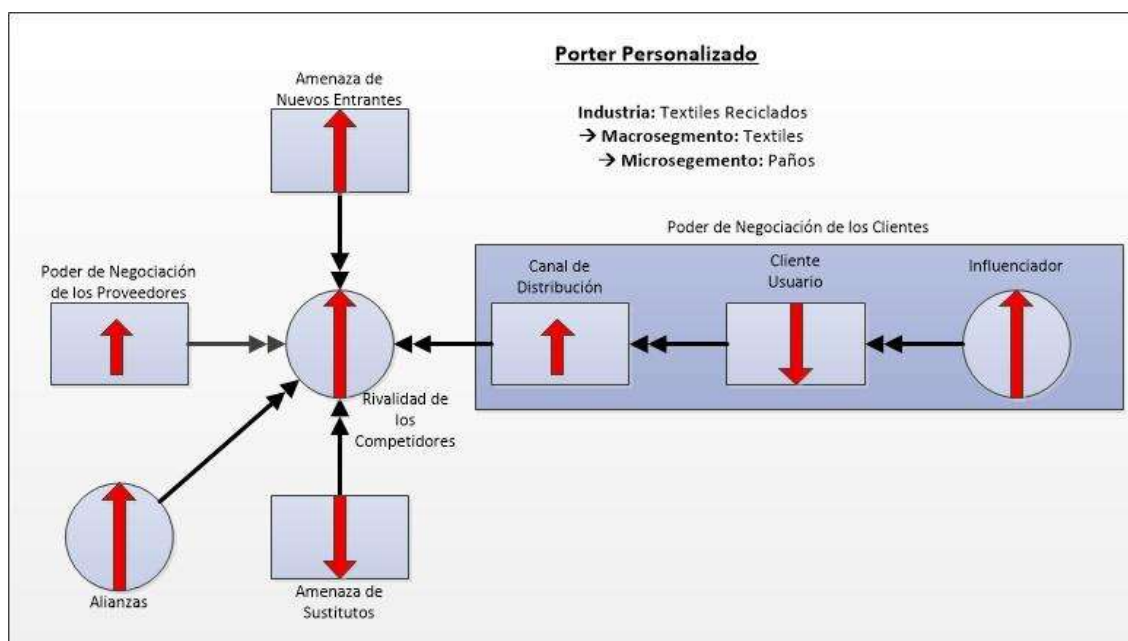 Porter Personalizado
Industria: Textiles Reciclados
→ Macrosegmento: Textiles
→ Microsegemento: Paños
Amenaza de
Nuevos Entrantes
Poder de Negociación
de los Proveedores
Poder de Negociación de los Clientes
Canal de
Distribución
Cliente
Usuario
Influenciador
Rivalidad de
los
Competidores
Alianzas
Amenaza de
Sustitutos